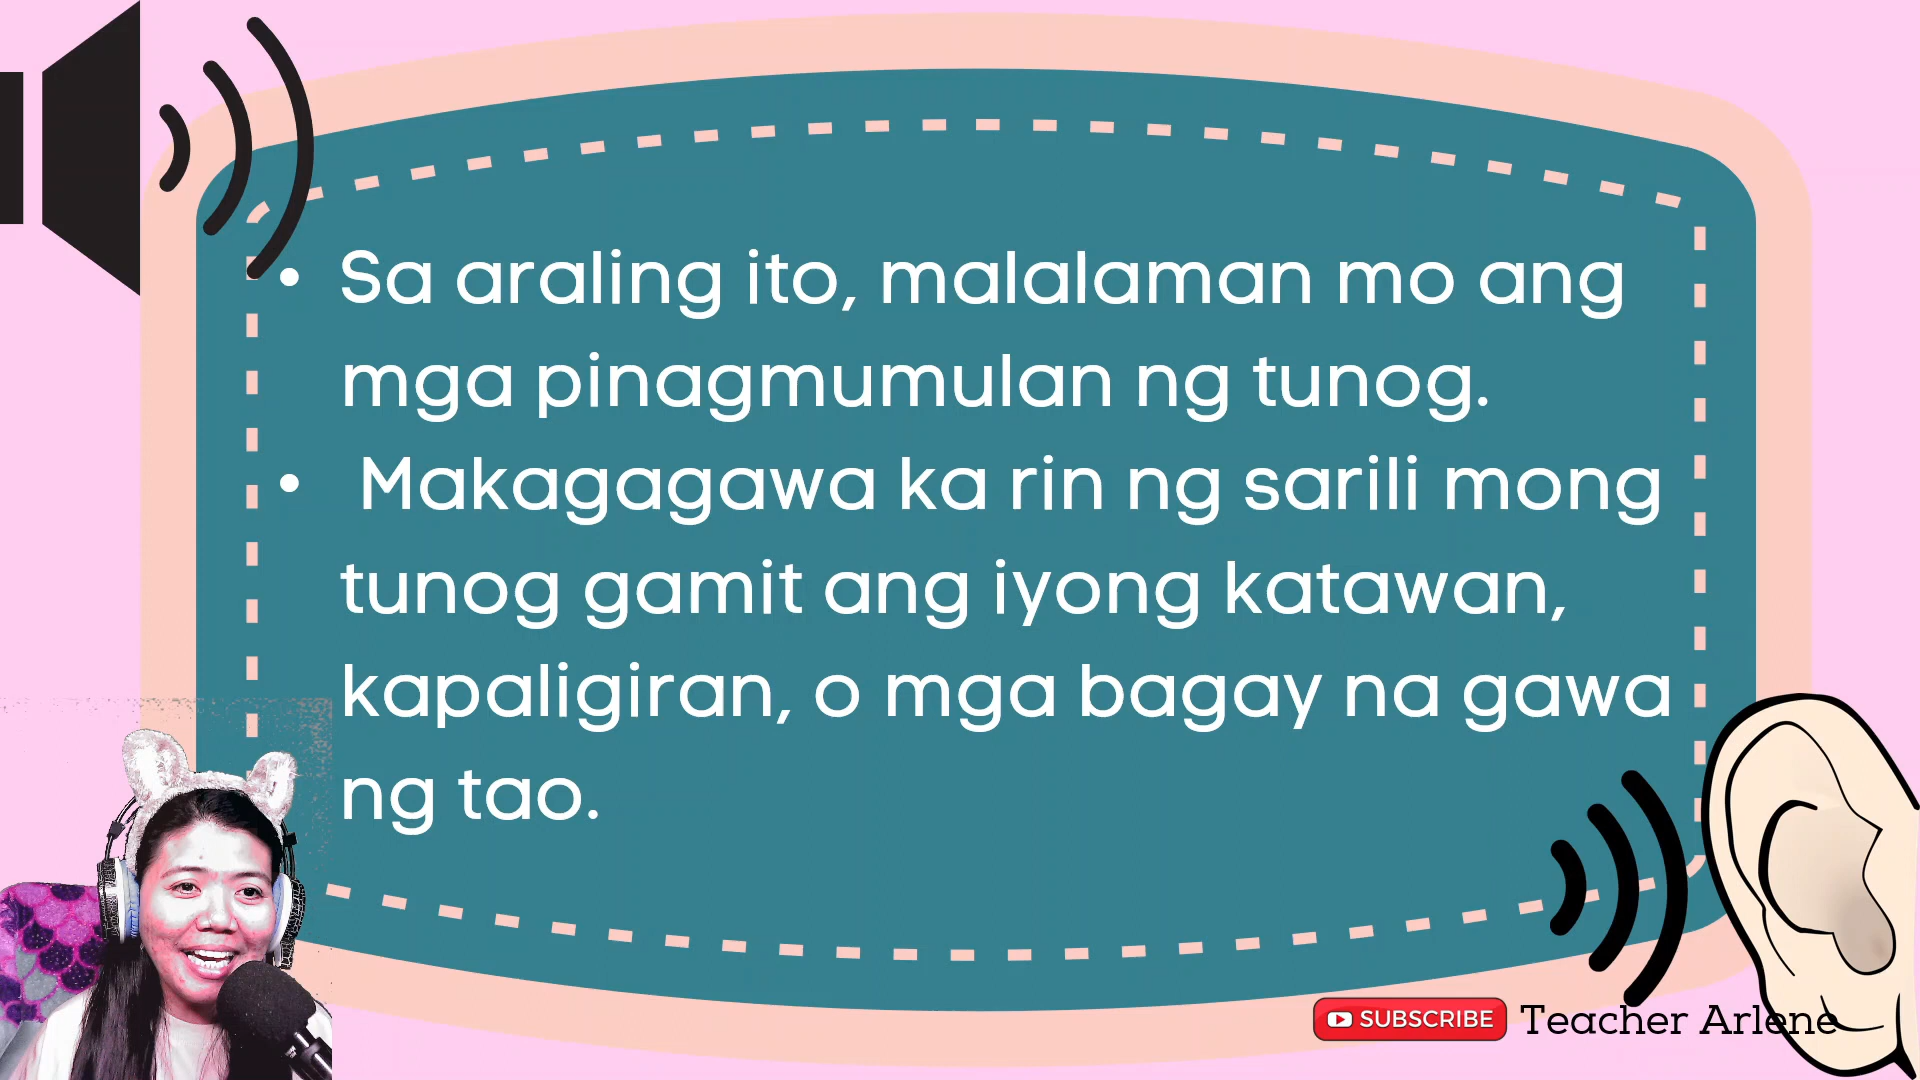 • Sa araling ito, malalaman mo ang
mga pinagmumulan ng tunog.
• Makagagawa ka rin ng sarili mong
tunog gamit ang iyong katawan,
kapaligiran, o mga bagay na gawa
ng tao.
SUBSCRIBE Teacher Arlene